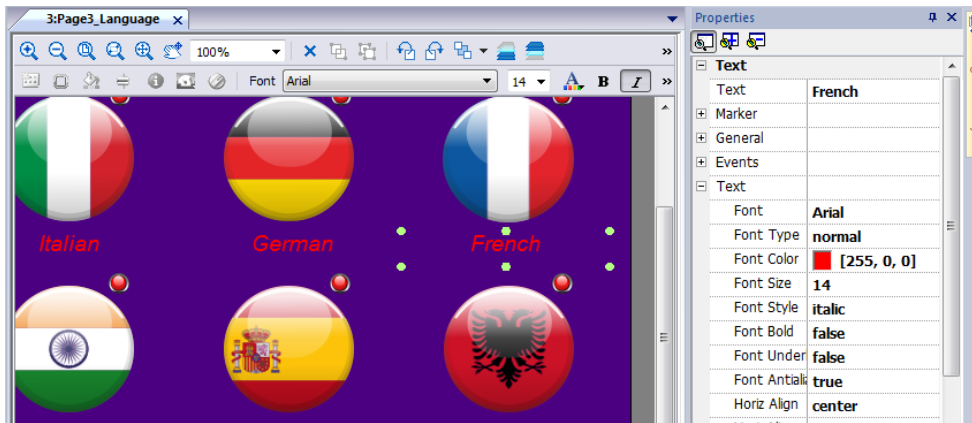 3:Page3_Language x
100%
Font Arial 14 A B I
Italian German French
Properties
Text
Text French
Marker
General
Events
Text
Font Arial
Font Type normal
Font Color [255, 0, 0]
Font Size 14
Font Style italic
Font Bold false
Font Under false
Font Antiali true
Horiz Align center